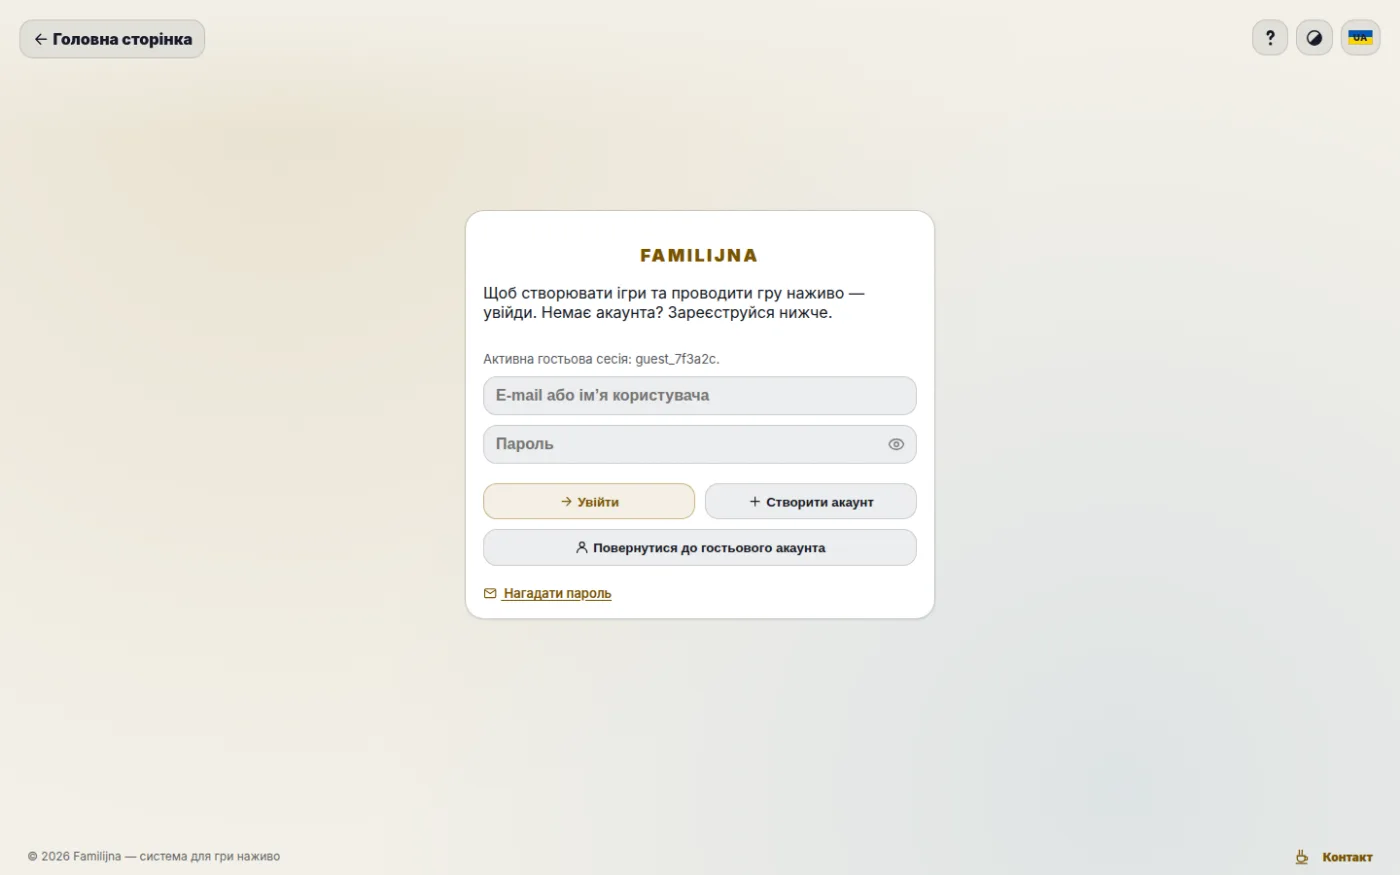 ← Головна сторінка
?
UA
FAMILIJNA
Щоб створювати ігри та проводити гру наживо —
увійди. Немає акаунта? Зареєструйся нижче.
Активна гостьова сесія: guest_7f3a2c.
E-mail або ім’я користувача
Пароль
→ Увійти
+ Створити акаунт
Повернутися до гостьового акаунта
Нагадати пароль
© 2026 Familijna — система для гри наживо
Контакт